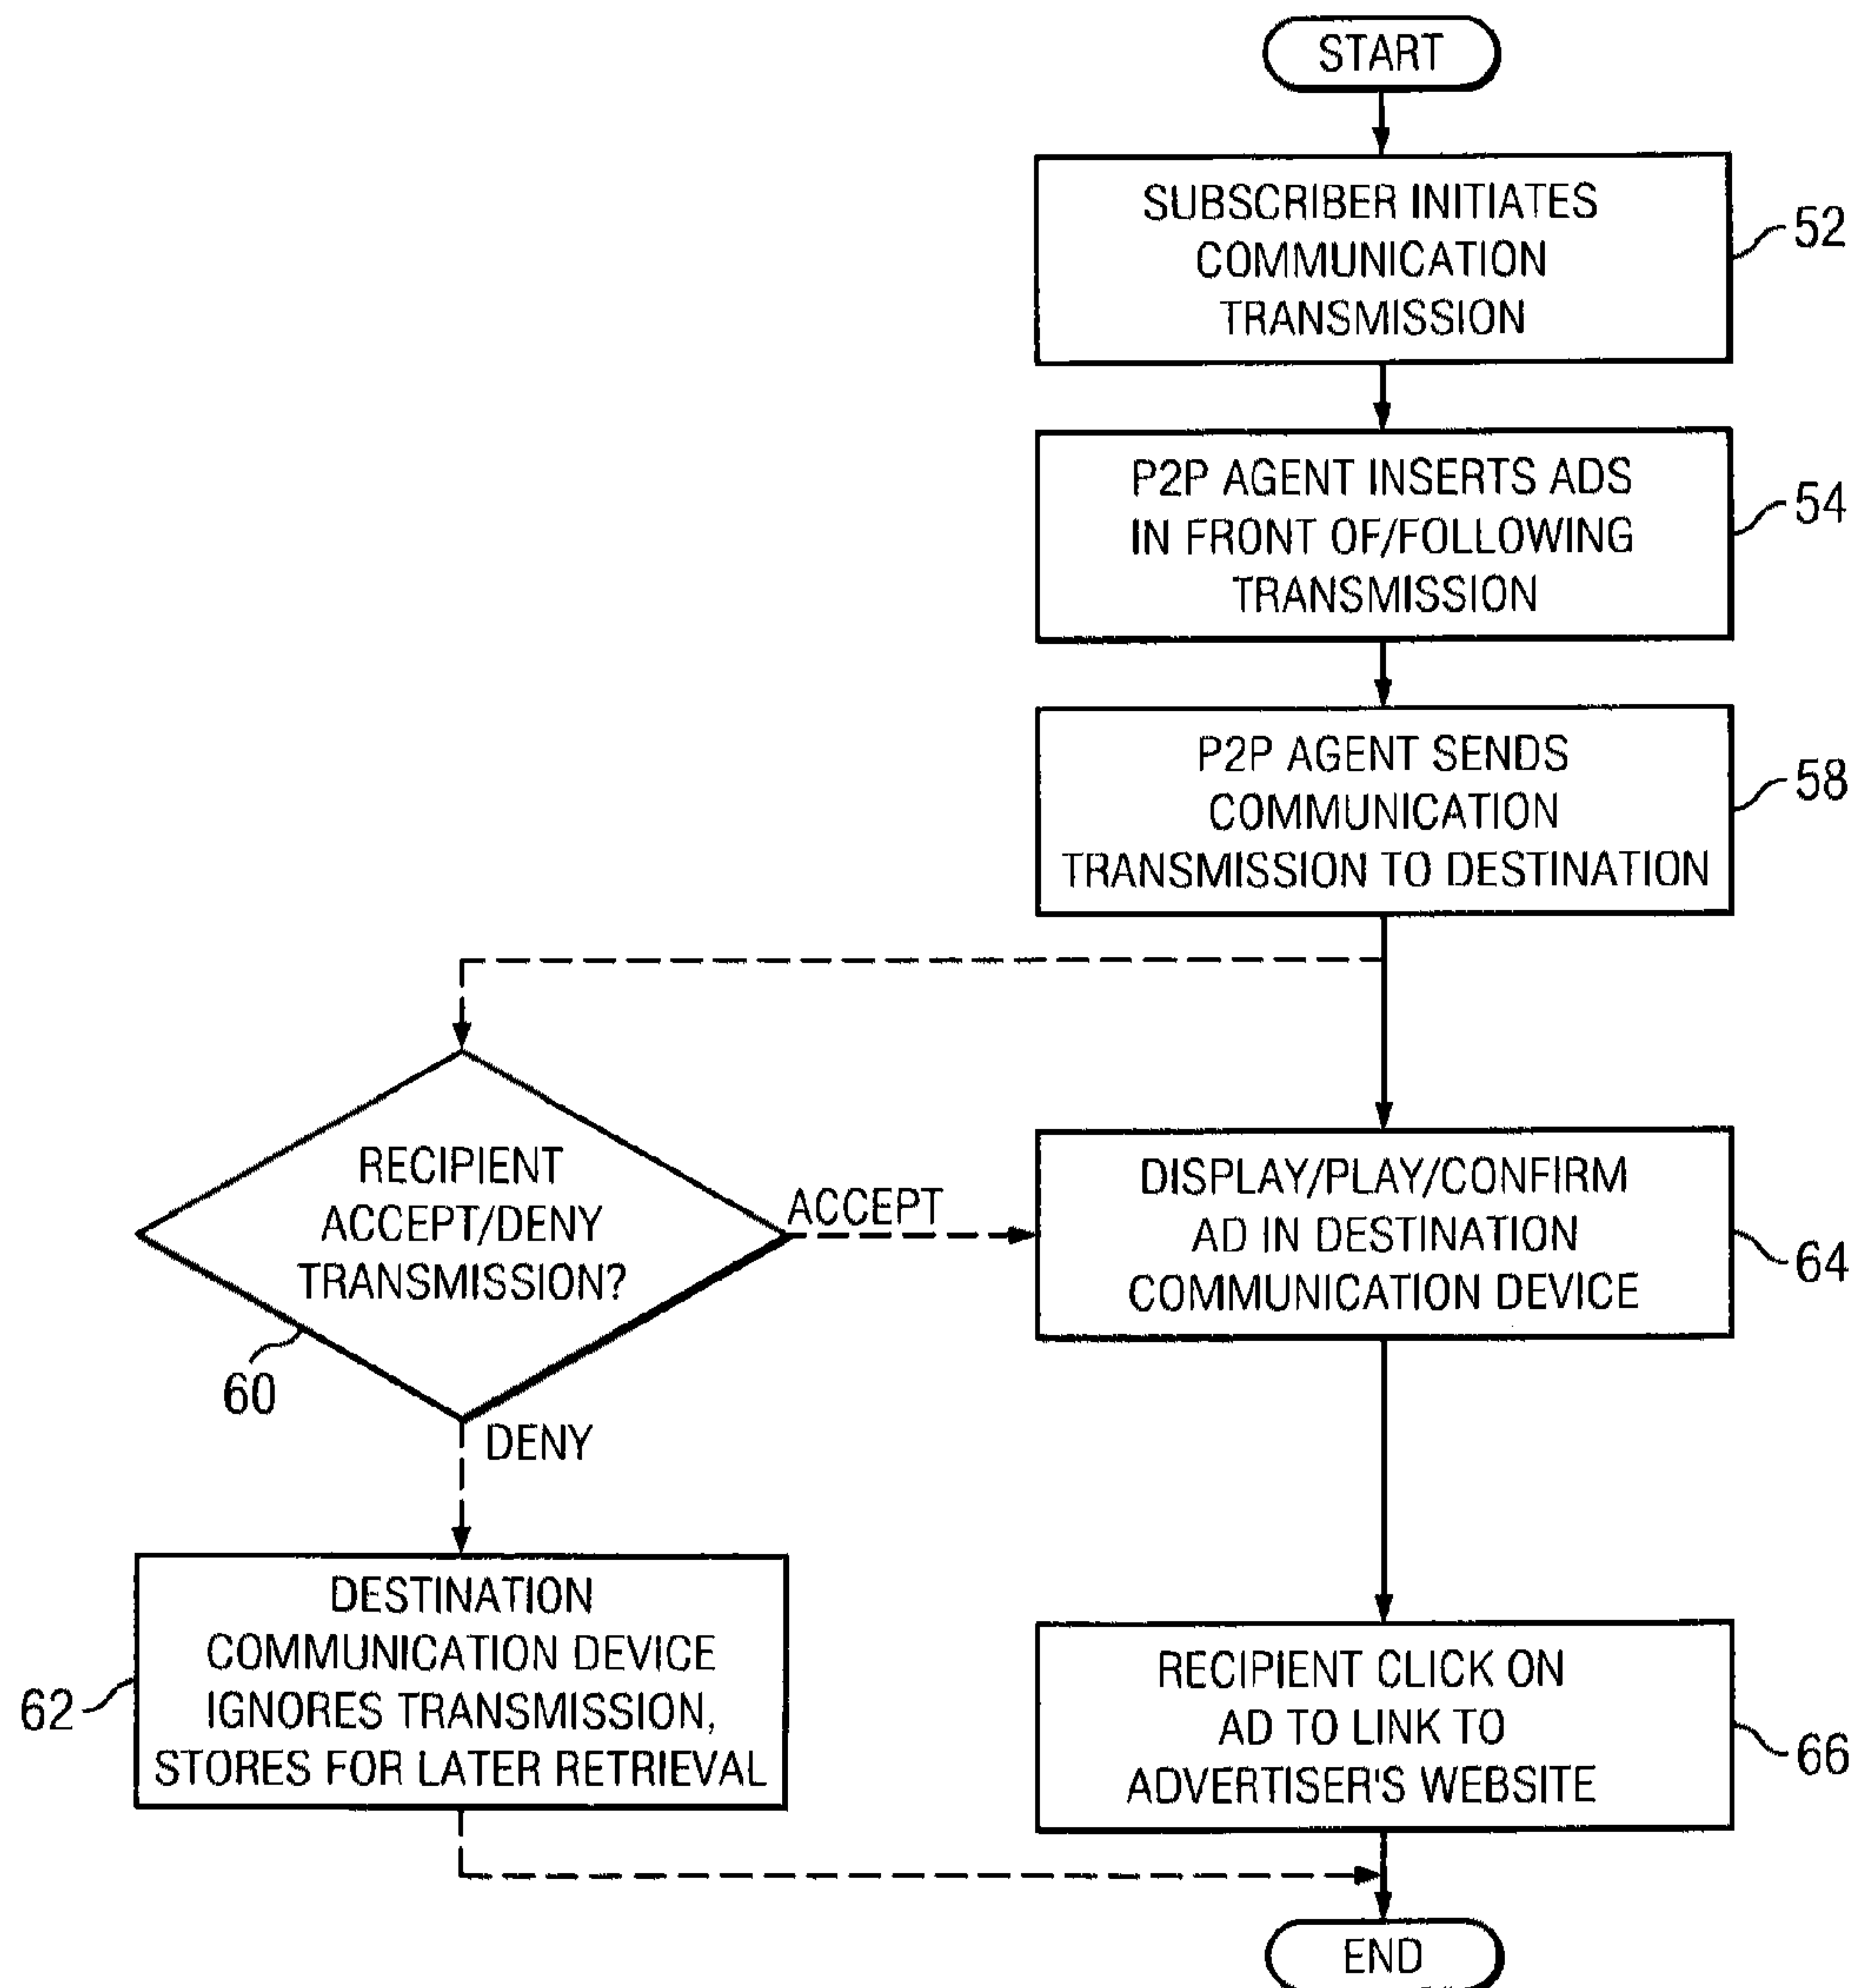 START
SUBSCRIBER INITIATES
COMMUNICATION
TRANSMISSION
52
P2P AGENT INSERTS ADS
IN FRONT OF/FOLLOWING
TRANSMISSION
54
P2P AGENT SENDS
COMMUNICATION
TRANSMISSION TO DESTINATION
58
RECIPIENT
ACCEPT/DENY
TRANSMISSION?
60
ACCEPT
DENY
DISPLAY/PLAY/CONFIRM
AD IN DESTINATION
COMMUNICATION DEVICE
64
DESTINATION
COMMUNICATION DEVICE
IGNORES TRANSMISSION,
STORES FOR LATER RETRIEVAL
62
RECIPIENT CLICK ON
AD TO LINK TO
ADVERTISER'S WEBSITE
66
END